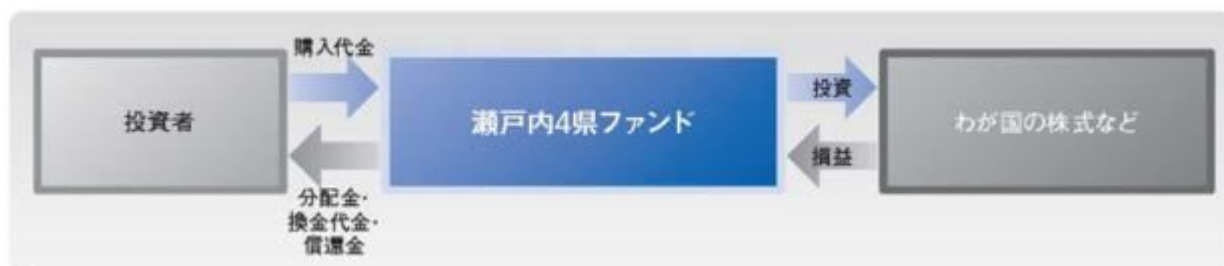 購入代金
投資者
瀬戸内4県ファンド
投資
わが国の株式など
損益
分配金・
換金代金・
償還金